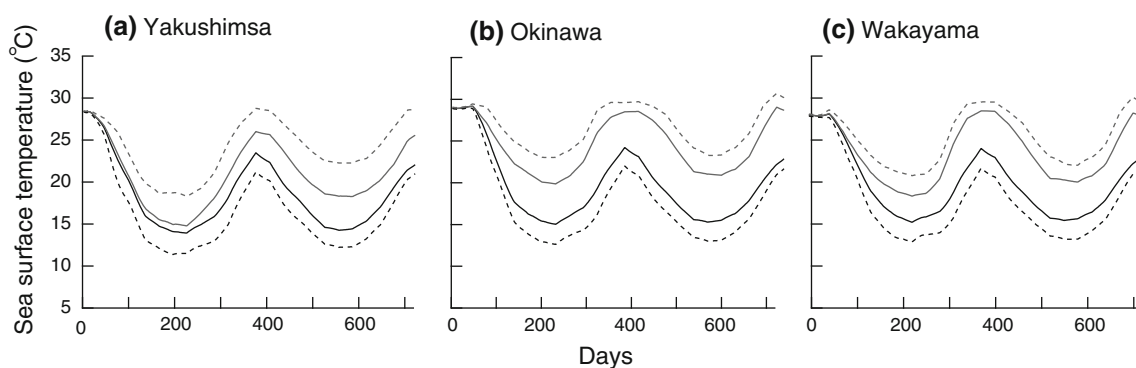 (a) Yakushimsa
(b) Okinawa
(c) Wakayama
Sea surface temperature (°C)
35
30
25
20
15
10
5
0 200 400 600
0 200 400 600
0 200 400 600
Days